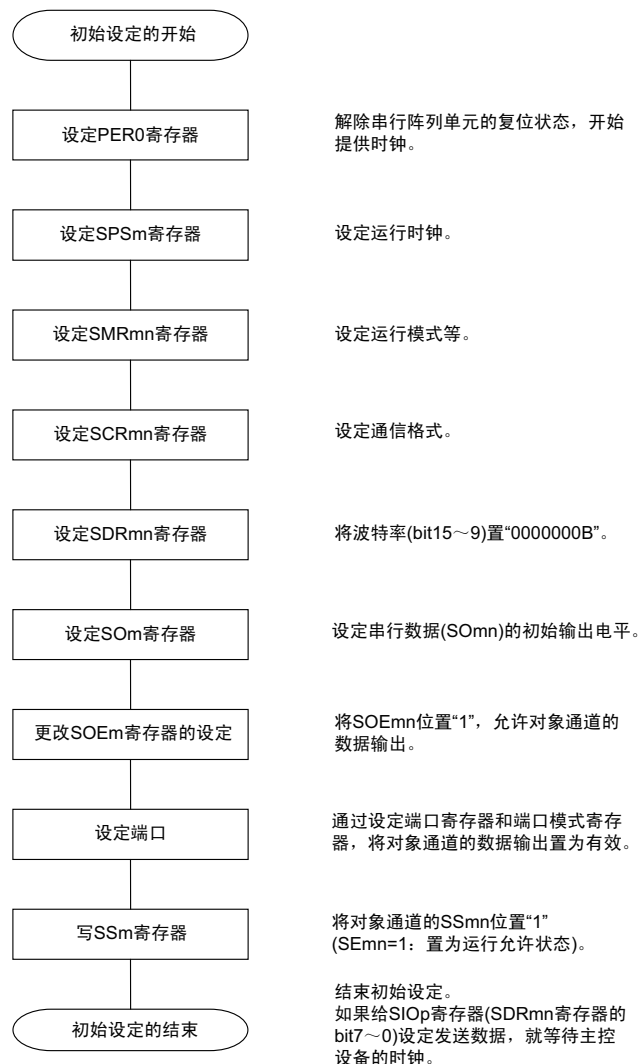 初始设定的开始
设定PER0寄存器
解除串行阵列单元的复位状态，开始
提供时钟。
设定SPSm寄存器
设定运行时钟。
设定SMRmn寄存器
设定运行模式等。
设定SCRmn寄存器
设定通信格式。
设定SDRmn寄存器
将波特率(bit15～9)置“0000000B”。
设定SOm寄存器
设定串行数据(SOmn)的初始输出电平。
更改SOEm寄存器的设定
将SOEmn位置“1”，允许对象通道的
数据输出。
设定端口
通过设定端口寄存器和端口模式寄存
器，将对象通道的数据输出置为有效。
写SSm寄存器
将对象通道的SSmn位置“1”
(SEmn=1：置为运行允许状态)。
初始设定的结束
结束初始设定。
如果给SIOp寄存器(SDRmn寄存器的
bit7～0)设定发送数据，就等待主控
设备的时钟。